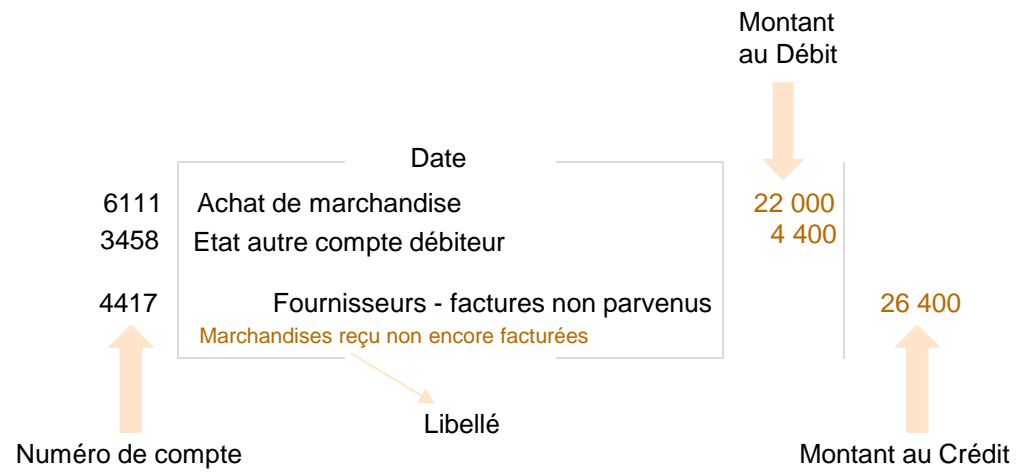 Montant
au Débit
Date
6111 Achat de marchandise 22 000
3458 Etat autre compte débiteur 4 400
4417 Fournisseurs - factures non parvenus 26 400
Marchandises reçu non encore facturées
Libellé
Numéro de compte Montant au Crédit